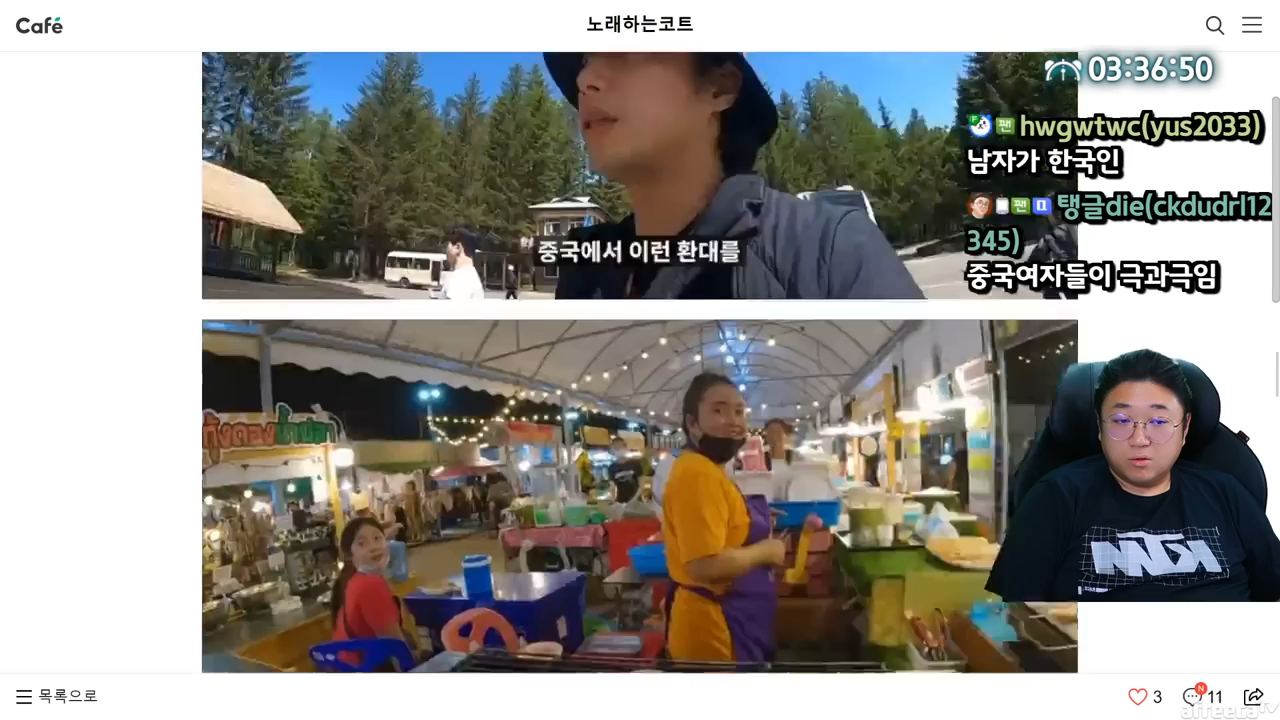 Café
노래하는코트
03:36:50
hwgwtwc(yus2033)
남자가 한국인
탱글die(ckdudrl12
345)
중국여자들이 극과극임
중국에서 이런 환대를
목록으로
3
N
11
afreecaTV